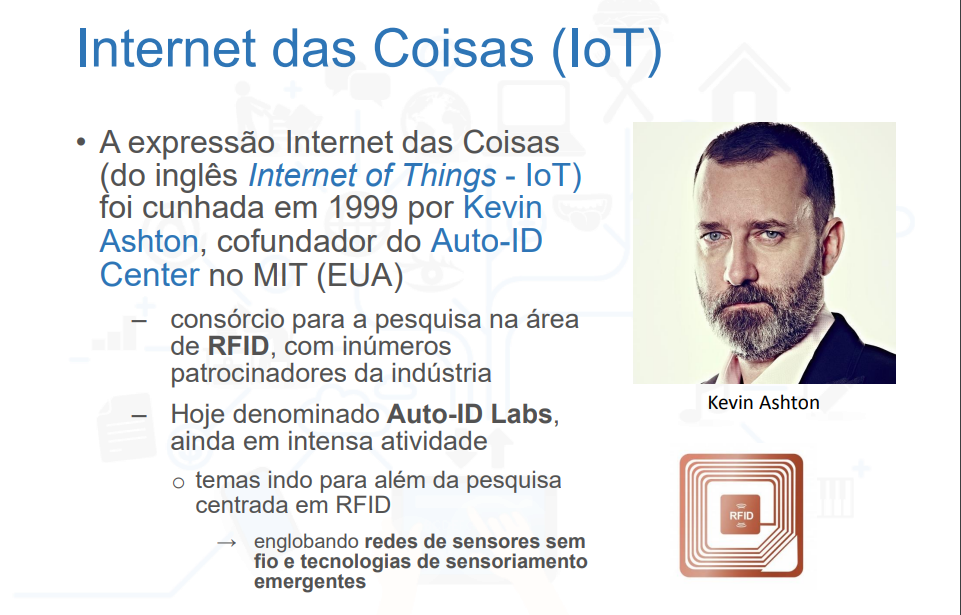 Internet das Coisas (IoT)
• A expressão Internet das Coisas
(do inglês Internet of Things - IoT)
foi cunhada em 1999 por Kevin
Ashton, cofundador do Auto-ID
Center no MIT (EUA)
– consórcio para a pesquisa na área
de RFID, com inúmeros
patrocinadores da indústria
– Hoje denominado Auto-ID Labs,
ainda em intensa atividade
o temas indo para além da pesquisa
centrada em RFID
→ englobando redes de sensores sem
fio e tecnologias de sensoriamento
emergentes
Kevin Ashton
RFID